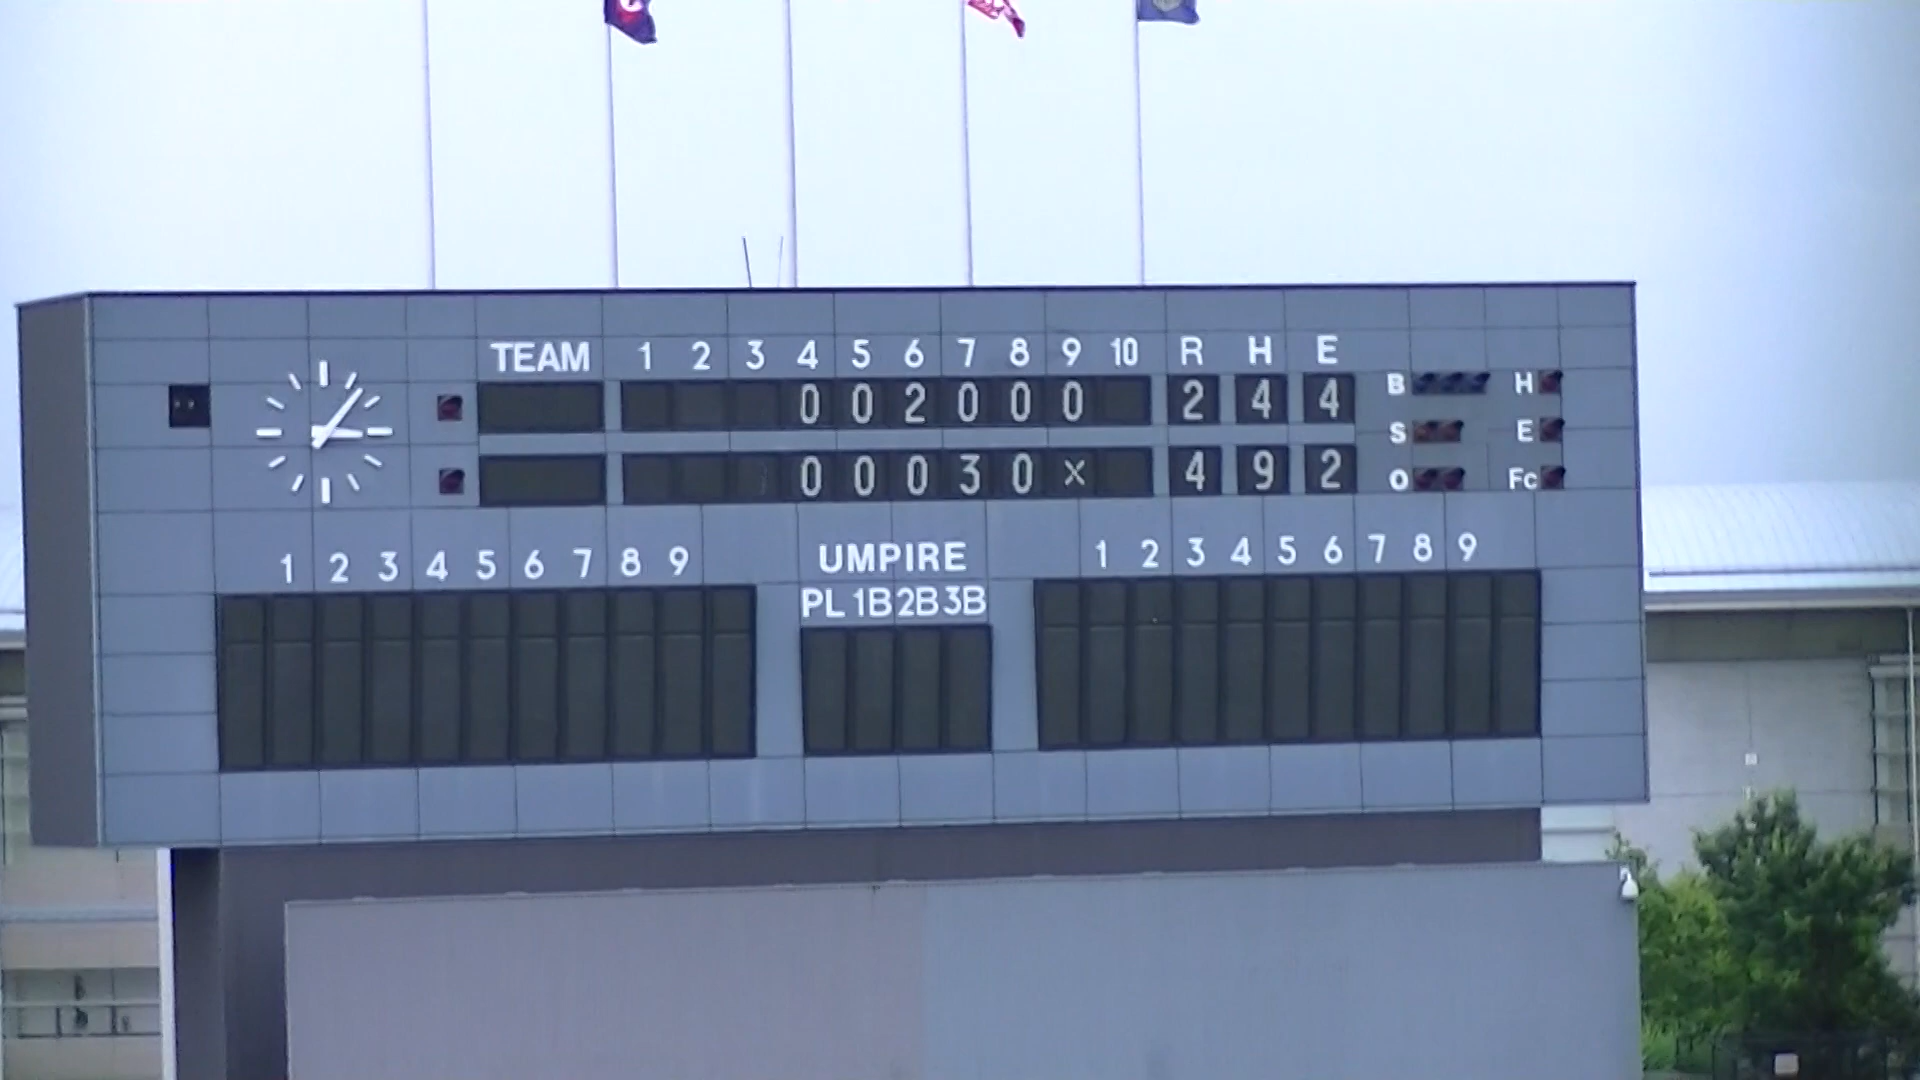 TEAM 1 2 3 4 5 6 7 8 9 10 R H E
0 0 2 0 0 0 2 4 4
0 0 0 3 0 x 4 9 2
B H
S E
O Fc
1 2 3 4 5 6 7 8 9
UMPIRE
PL 1B 2B 3B
1 2 3 4 5 6 7 8 9